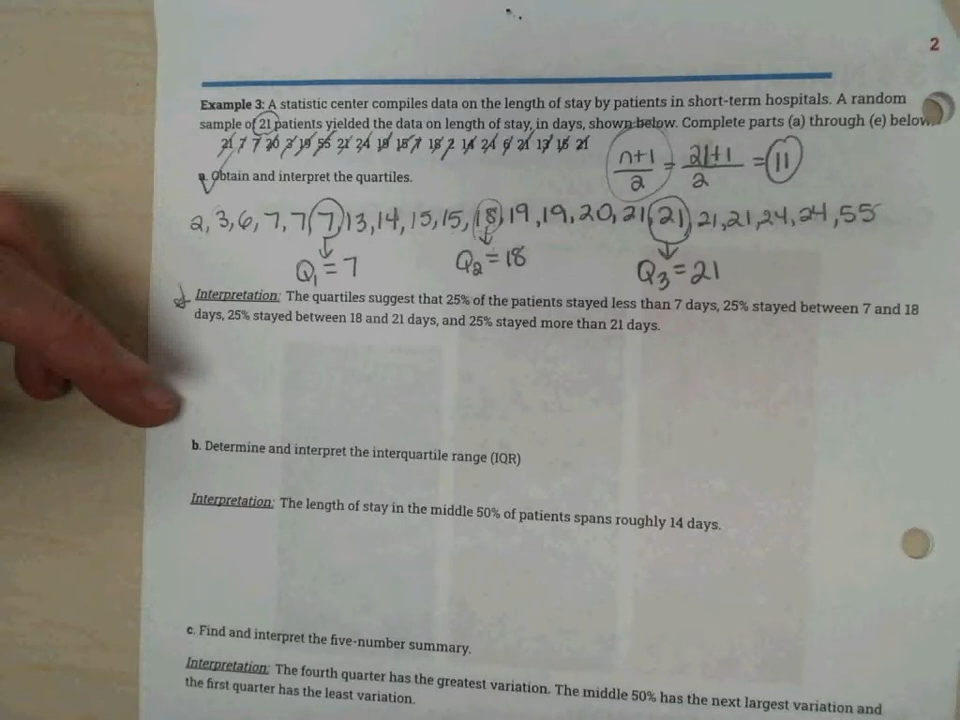 2
Example 3: A statistic center compiles data on the length of stay by patients in short-term hospitals. A random
sample of 21 patients yielded the data on length of stay, in days, shown below. Complete parts (a) through (e) below.
21 7 7 20 3 19 55 21 24 19 15 7 18 2 14 24 6 21 13 15 21
n+1/2 = 21+1/2 = 11
a. Obtain and interpret the quartiles.
2, 3, 6, 7, 7, 7, 13, 14, 15, 15, 18, 19, 19, 20, 21, 21, 21, 21, 24, 24, 55
Q1 = 7 Q2 = 18 Q3 = 21
Interpretation: The quartiles suggest that 25% of the patients stayed less than 7 days, 25% stayed between 7 and 18
days, 25% stayed between 18 and 21 days, and 25% stayed more than 21 days.
b. Determine and interpret the interquartile range (IQR)
Interpretation: The length of stay in the middle 50% of patients spans roughly 14 days.
c. Find and interpret the five-number summary.
Interpretation: The fourth quarter has the greatest variation. The middle 50% has the next largest variation and
the first quarter has the least variation.